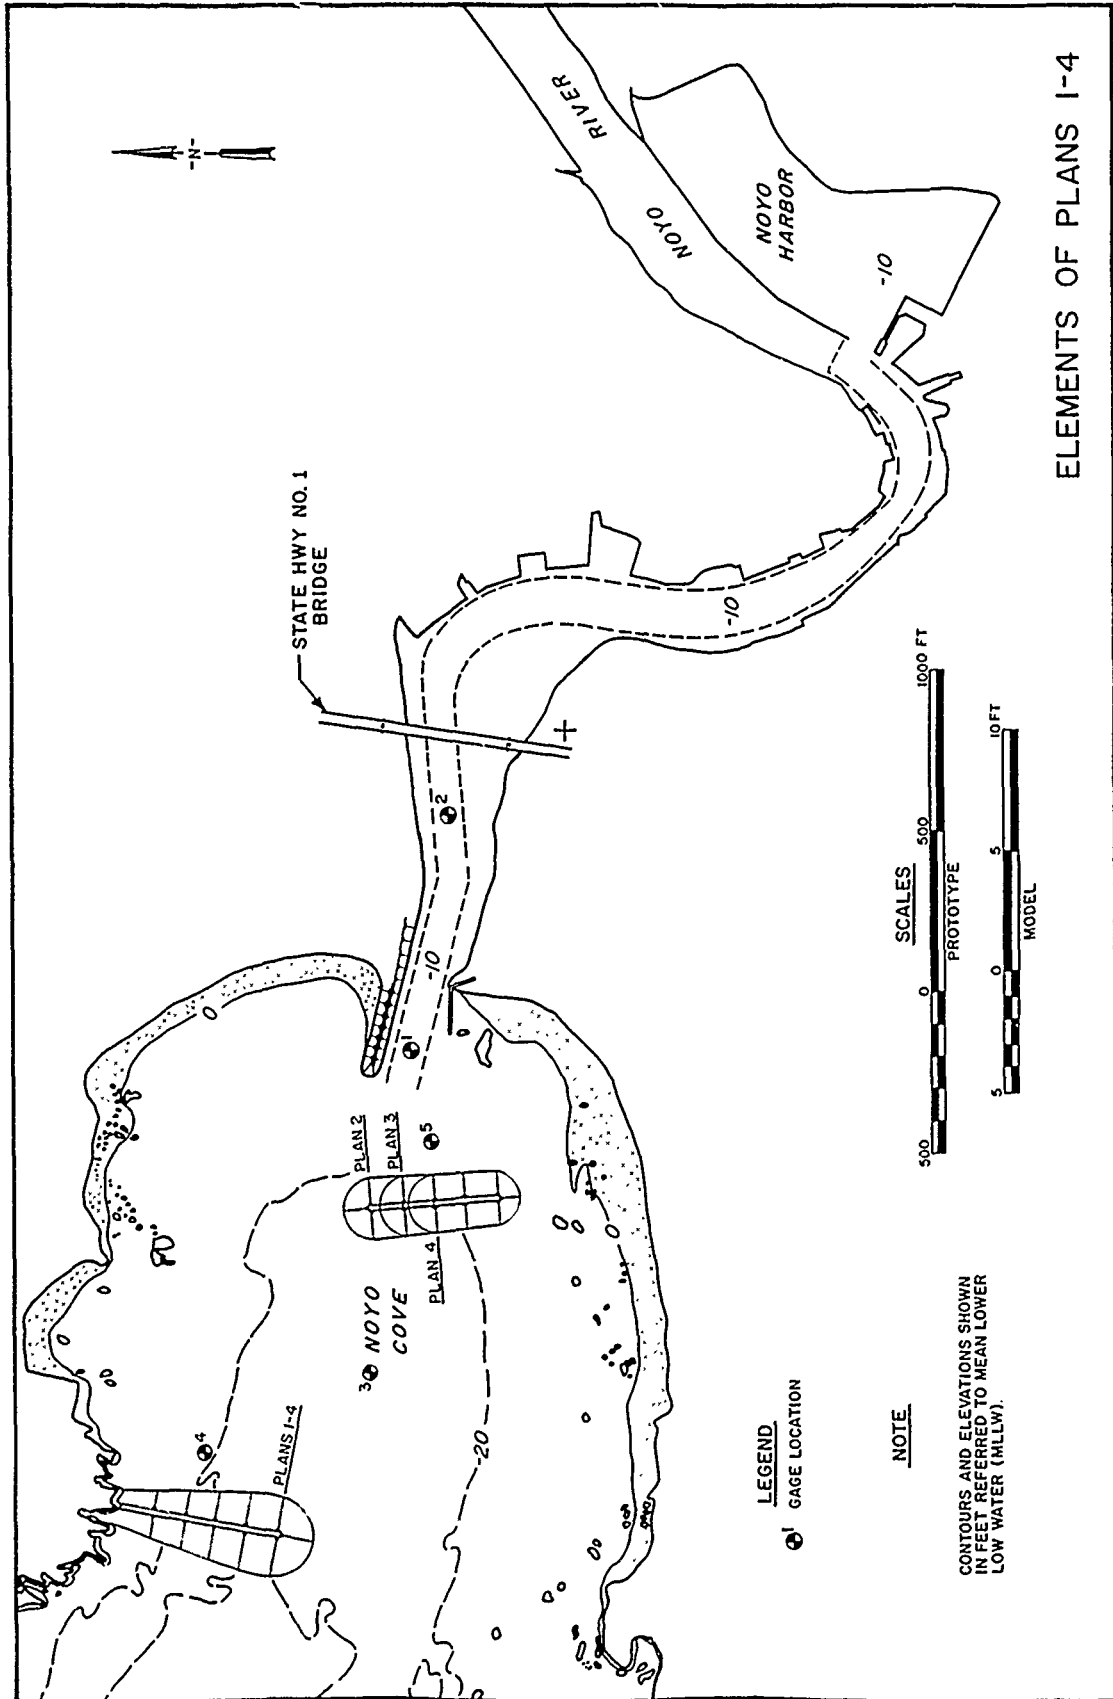 -N-
RIVER
NOYO
NOYO
HARBOR
-10
STATE HWY NO. 1
BRIDGE
-10
2
-10
1
0
PLAN 2
PLAN 3
5
PLAN 4
NOYO
COVE
3
4
PLANS 1-4
-20
0
ELEMENTS OF PLANS 1-4
SCALES
500 0 500 1000 FT
PROTOTYPE
5 0 5 10 FT
MODEL
LEGEND
1 GAGE LOCATION
NOTE
CONTOURS AND ELEVATIONS SHOWN
IN FEET REFERRED TO MEAN LOWER
LOW WATER (MLLW).